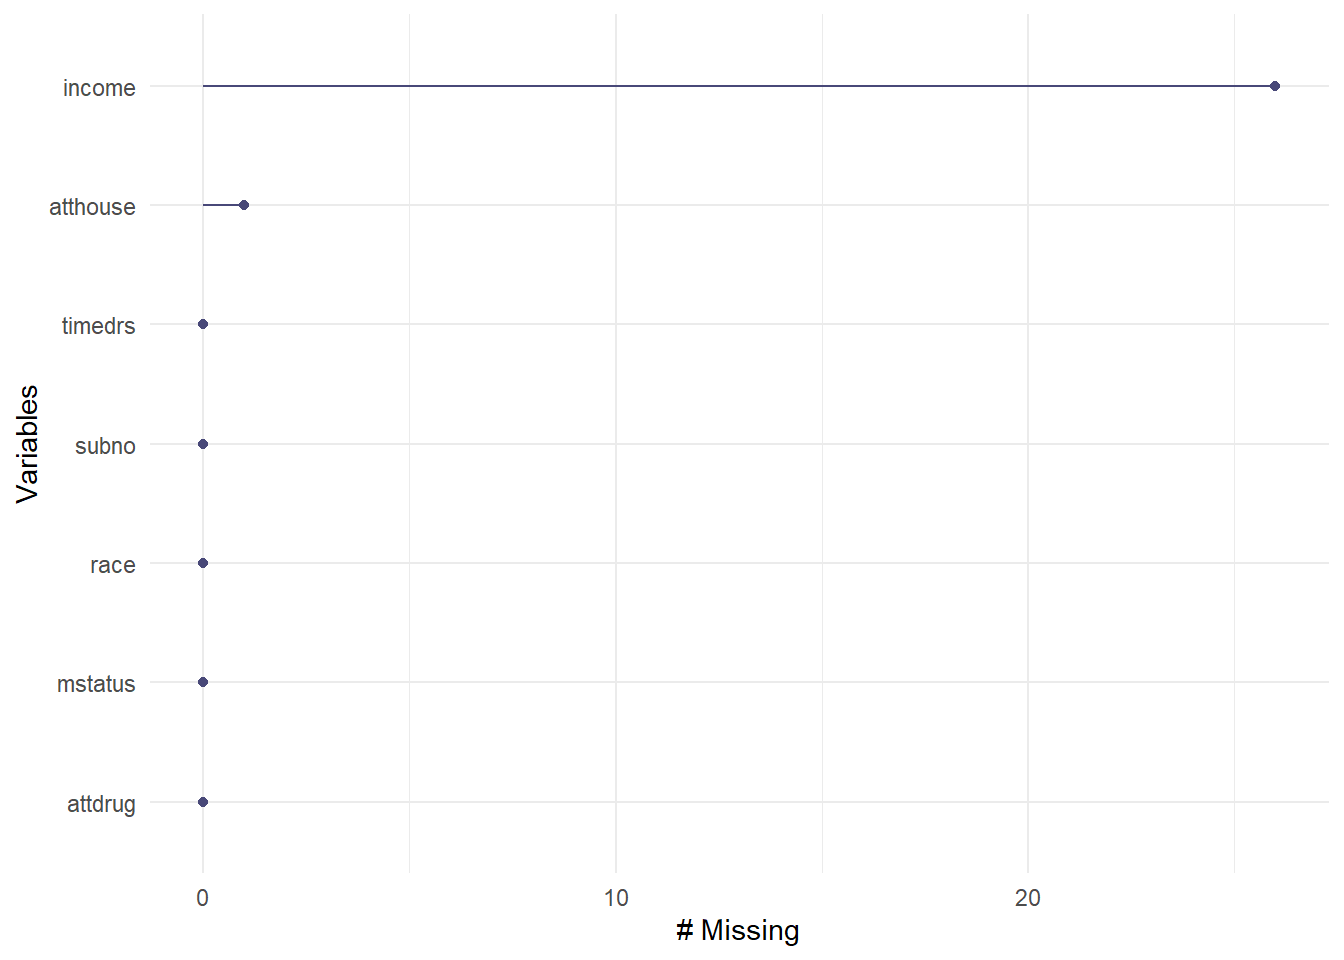 income
atthouse
timedrs
subno
race
mstatus
attdrug
Variables
0 10 20
# Missing